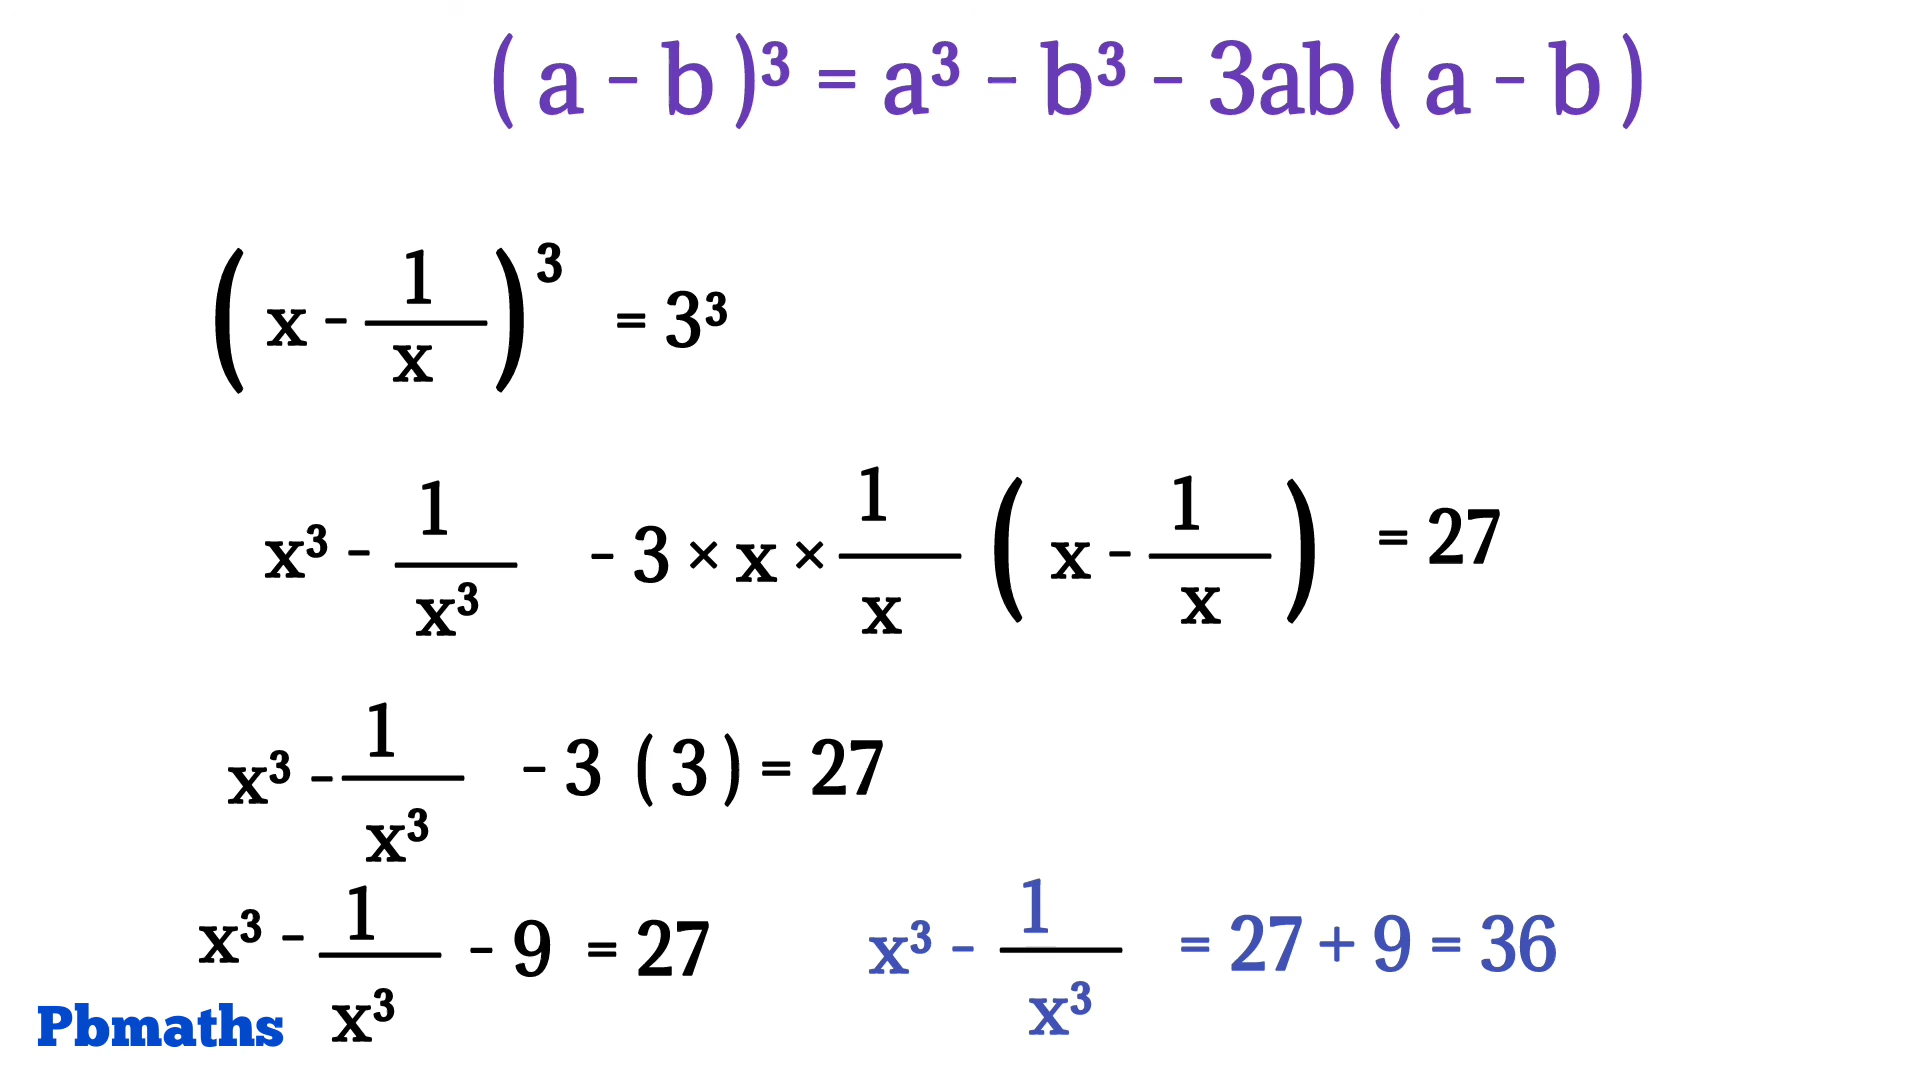 ( a - b )³ = a³ - b³ - 3ab ( a - b )
( x - 1/x )³ = 3³
x³ - 1/x³ - 3 × x × 1/x ( x - 1/x ) = 27
x³ - 1/x³ - 3 ( 3 ) = 27
x³ - 1/x³ - 9 = 27
x³ - 1/x³ = 27 + 9 = 36
Pbmaths